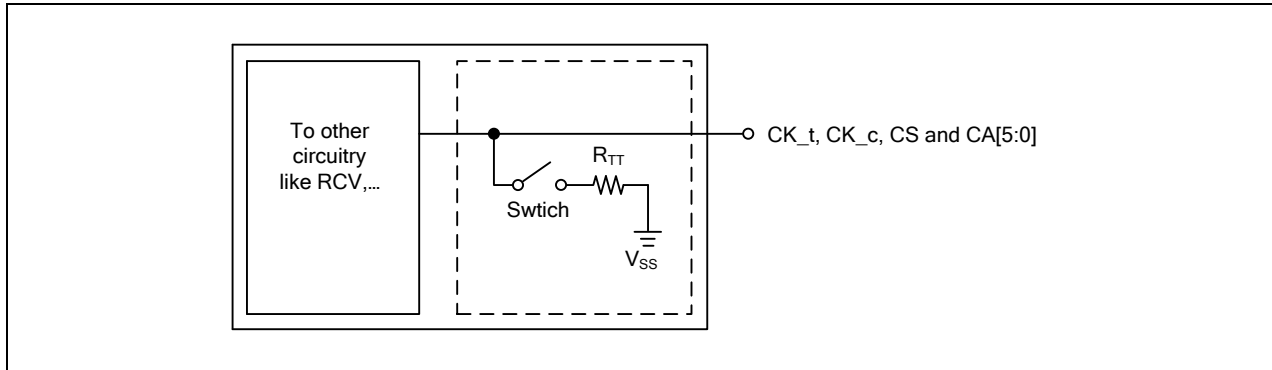 To other
circuitry
like RCV,...
CK_t, CK_c, CS and CA[5:0]
RTT
Swtich
VSS